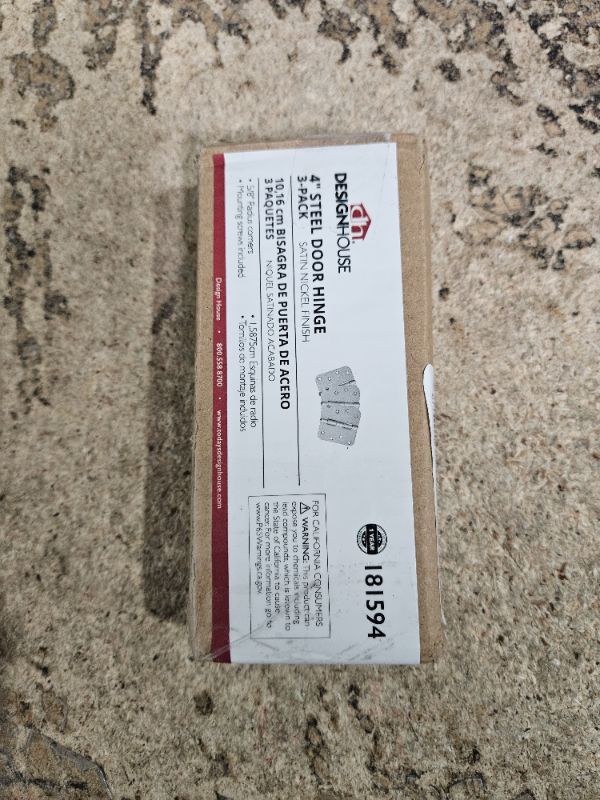 dh.
DESIGNHOUSE
4" STEEL DOOR HINGE
3-PACK SATIN NICKEL FINISH
10,16 cm BISAGRA DE PUERTA DE ACERO
3 PAQUETES NIQUEL SATINADO ACABADO
• 5/8" Radius corners
• Mounting screws included
• 1,5875cm Esquinas de radio
• Tornillos de montaje incluidos
1 YEAR
181594
FOR CALIFORNIA CONSUMERS
⚠ WARNING: This product can
expose you to chemicals including
lead compounds, which is known to
the State of California to cause
cancer. For more information go to
www.P65Warnings.ca.gov.
Design House • 800.558.8700 • www.todaysdesignhouse.com